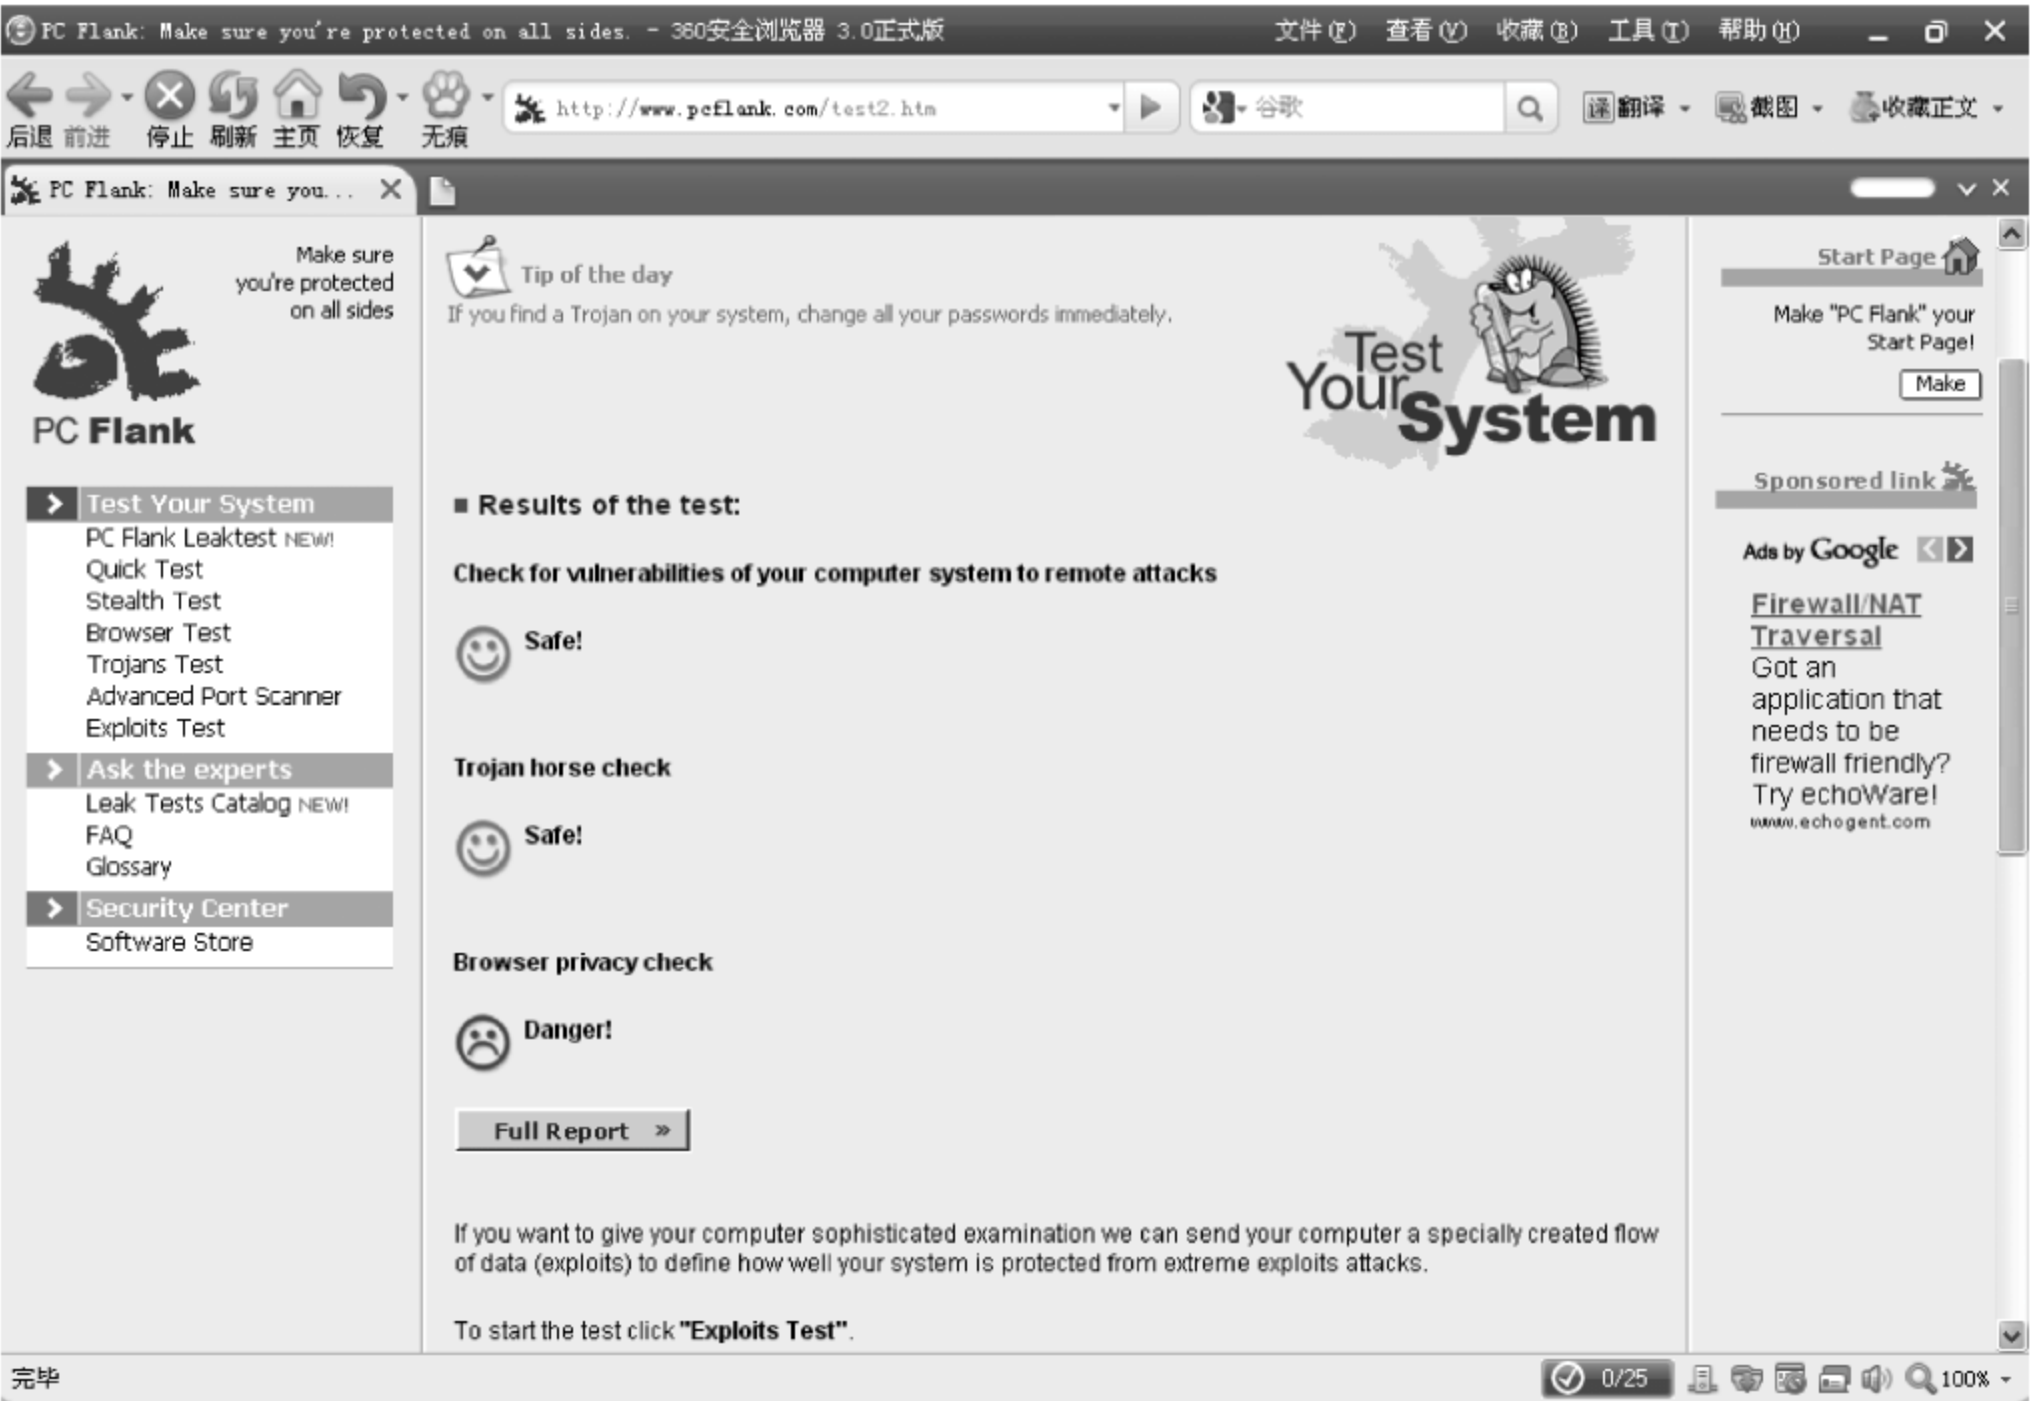 PC Flank: Make sure you're protected on all sides. - 360安全浏览器 3.0正式版
文件(F) 查看(V) 收藏(B) 工具(T) 帮助(H)
后退 前进 停止 刷新 主页 恢复 无痕
http://www.pcflank.com/test2.htm
谷歌
译 翻译 截图 收藏正文
PC Flank: Make sure you...
Make sure
you're protected
on all sides
PC Flank
Test Your System
PC Flank Leaktest NEW!
Quick Test
Stealth Test
Browser Test
Trojans Test
Advanced Port Scanner
Exploits Test
Ask the experts
Leak Tests Catalog NEW!
FAQ
Glossary
Security Center
Software Store
Tip of the day
If you find a Trojan on your system, change all your passwords immediately.
Test
Your
System
Results of the test:
Check for vulnerabilities of your computer system to remote attacks
Safe!
Trojan horse check
Safe!
Browser privacy check
Danger!
Full Report »
If you want to give your computer sophisticated examination we can send your computer a specially created flow
of data (exploits) to define how well your system is protected from extreme exploits attacks.
To start the test click "Exploits Test".
Start Page
Make "PC Flank" your
Start Page!
Make
Sponsored link
Ads by Google
Firewall/NAT
Traversal
Got an
application that
needs to be
firewall friendly?
Try echoWare!
www.echogent.com
完毕
0/25
100%